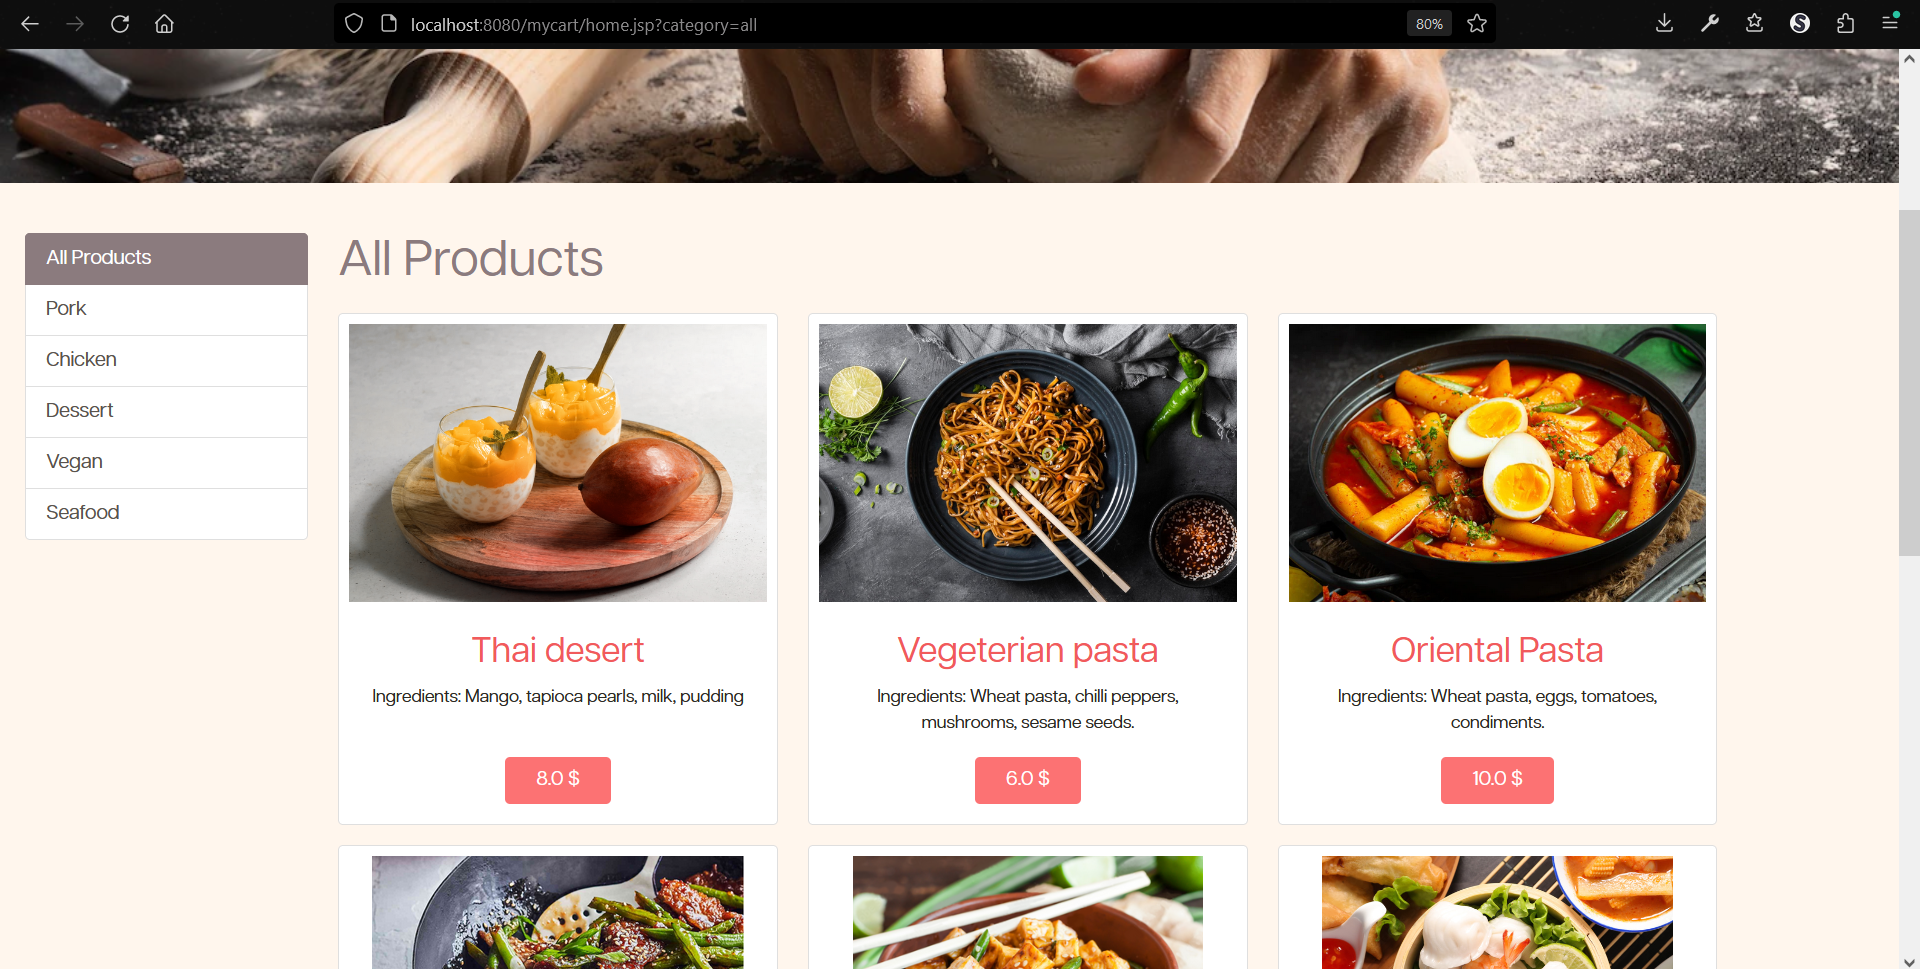 localhost:8080/mycart/home.jsp?category=all
80%
All Products
Pork
Chicken
Dessert
Vegan
Seafood
All Products
Thai desert
Ingredients: Mango, tapioca pearls, milk, pudding
8.0 $
Vegeterian pasta
Ingredients: Wheat pasta, chilli peppers,
mushrooms, sesame seeds.
6.0 $
Oriental Pasta
Ingredients: Wheat pasta, eggs, tomatoes,
condiments.
10.0 $